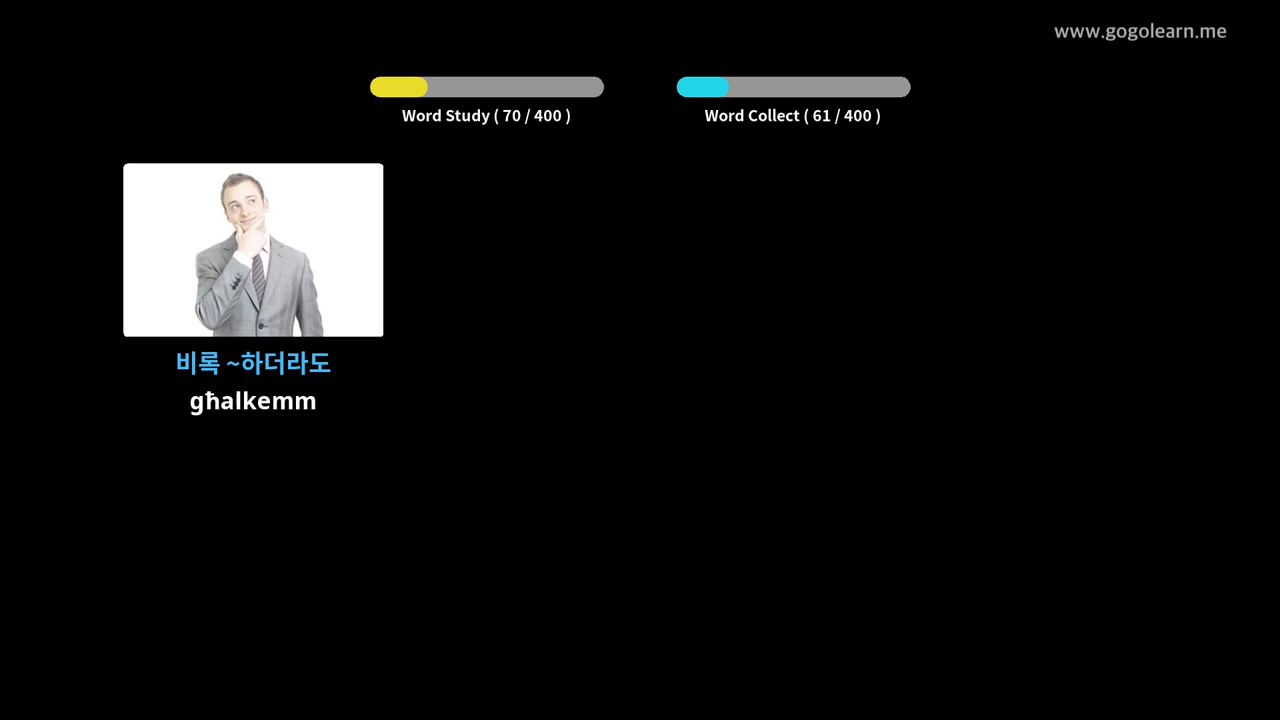 www.gogolearn.me
Word Study ( 70 / 400 )
Word Collect ( 61 / 400 )
비록 ~하더라도
għalkemm